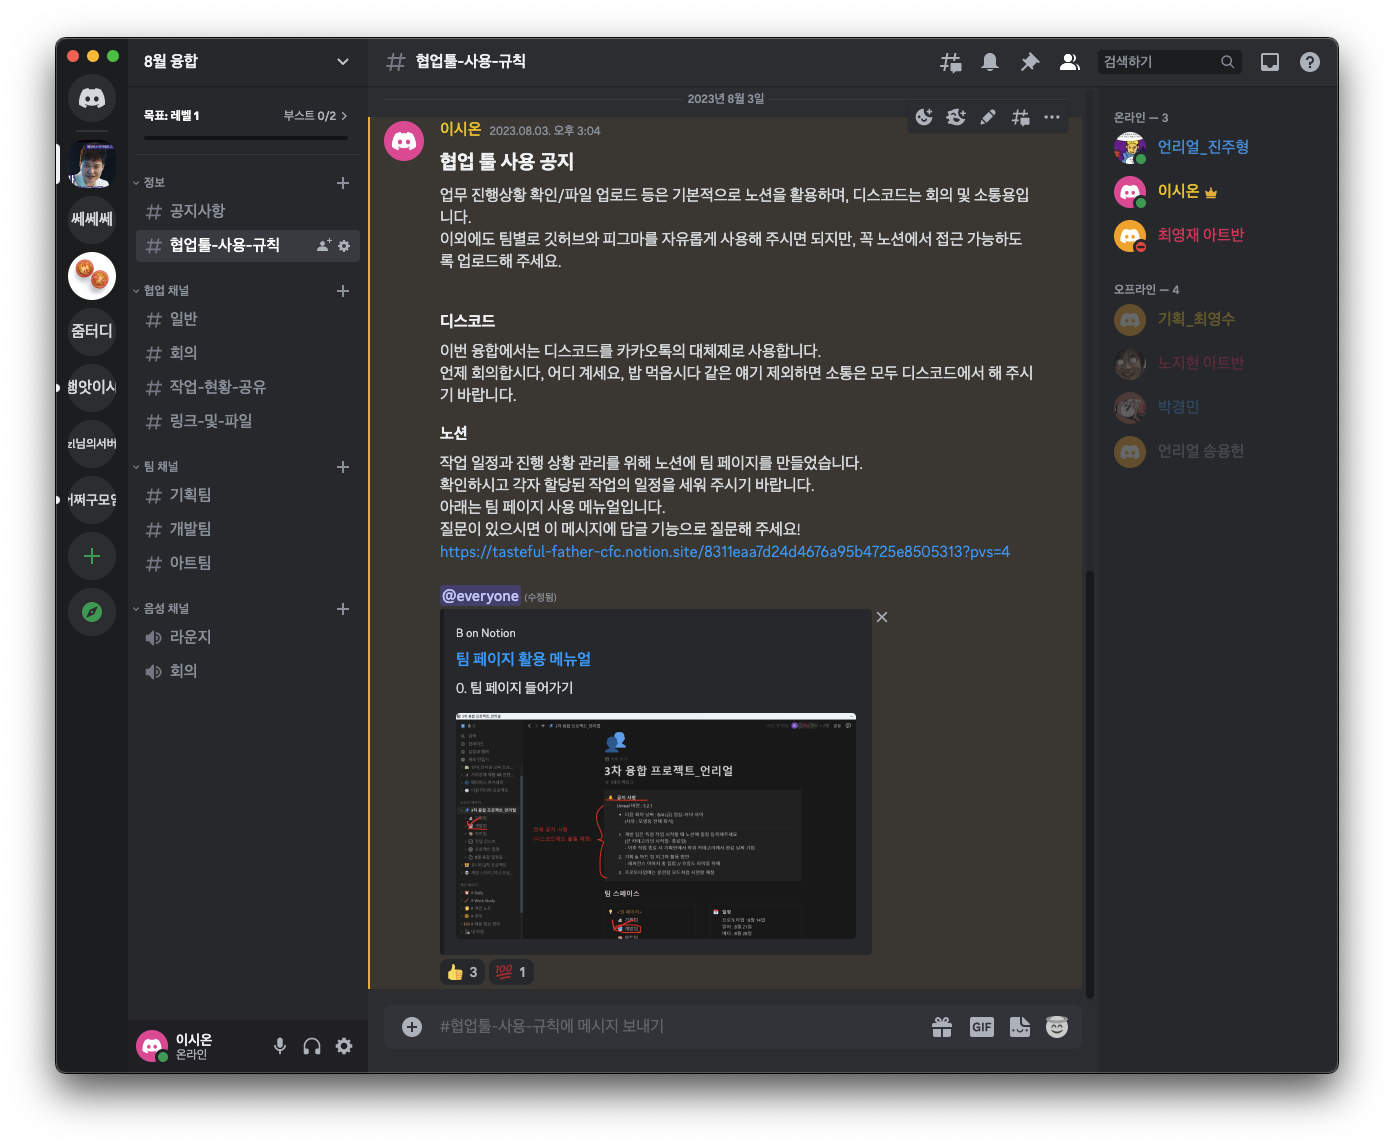 8월 융합
목표: 레벨 1
부스트 0/2
정보
공지사항
협업툴-사용-규칙
협업 채널
일반
회의
작업-현황-공유
링크-및-파일
팀 채널
기획팀
개발팀
아트팀
음성 채널
라운지
회의
이시온
온라인
쎄쎄쎄
줌터디
협업툴-사용-규칙
검색하기
2023년 8월 3일
이시온 2023.08.03. 오후 3:04
협업 툴 사용 공지
업무 진행상황 확인/파일 업로드 등은 기본적으로 노션을 활용하며, 디스코드는 회의 및 소통용입
니다.
이외에도 팀별로 깃허브와 피그마를 자유롭게 사용해 주시면 되지만, 꼭 노션에서 접근 가능하도
록 업로드해 주세요.
디스코드
이번 융합에서는 디스코드를 카카오톡의 대체제로 사용합니다.
언제 회의합시다, 어디 계세요, 밥 먹읍시다 같은 얘기 제외하면 소통은 모두 디스코드에서 해 주시
기 바랍니다.
노션
작업 일정과 진행 상황 관리를 위해 노션에 팀 페이지를 만들었습니다.
확인하시고 각자 할당된 작업의 일정을 세워 주시기 바랍니다.
아래는 팀 페이지 사용 메뉴얼입니다.
질문이 있으시면 이 메시지에 답글 기능으로 질문해 주세요!
https://tasteful-father-cfc.notion.site/8311eaa7d24d4676a95b4725e8505313?pvs=4
@everyone (수정됨)
B on Notion
팀 페이지 활용 메뉴얼
0. 팀 페이지 들어가기
3차 융합 프로젝트_언리얼
공지 사항
Unreal 버전 : 5.2.1
전체 공지 사항
팀 스페이스
👍 3
💯 1
#협업툴-사용-규칙에 메시지 보내기
GIF
온라인 — 3
언리얼_진주형
이시온
최영재 아트반
오프라인 — 4
기획_최영수
노지현 아트반
박경민
언리얼 송용헌